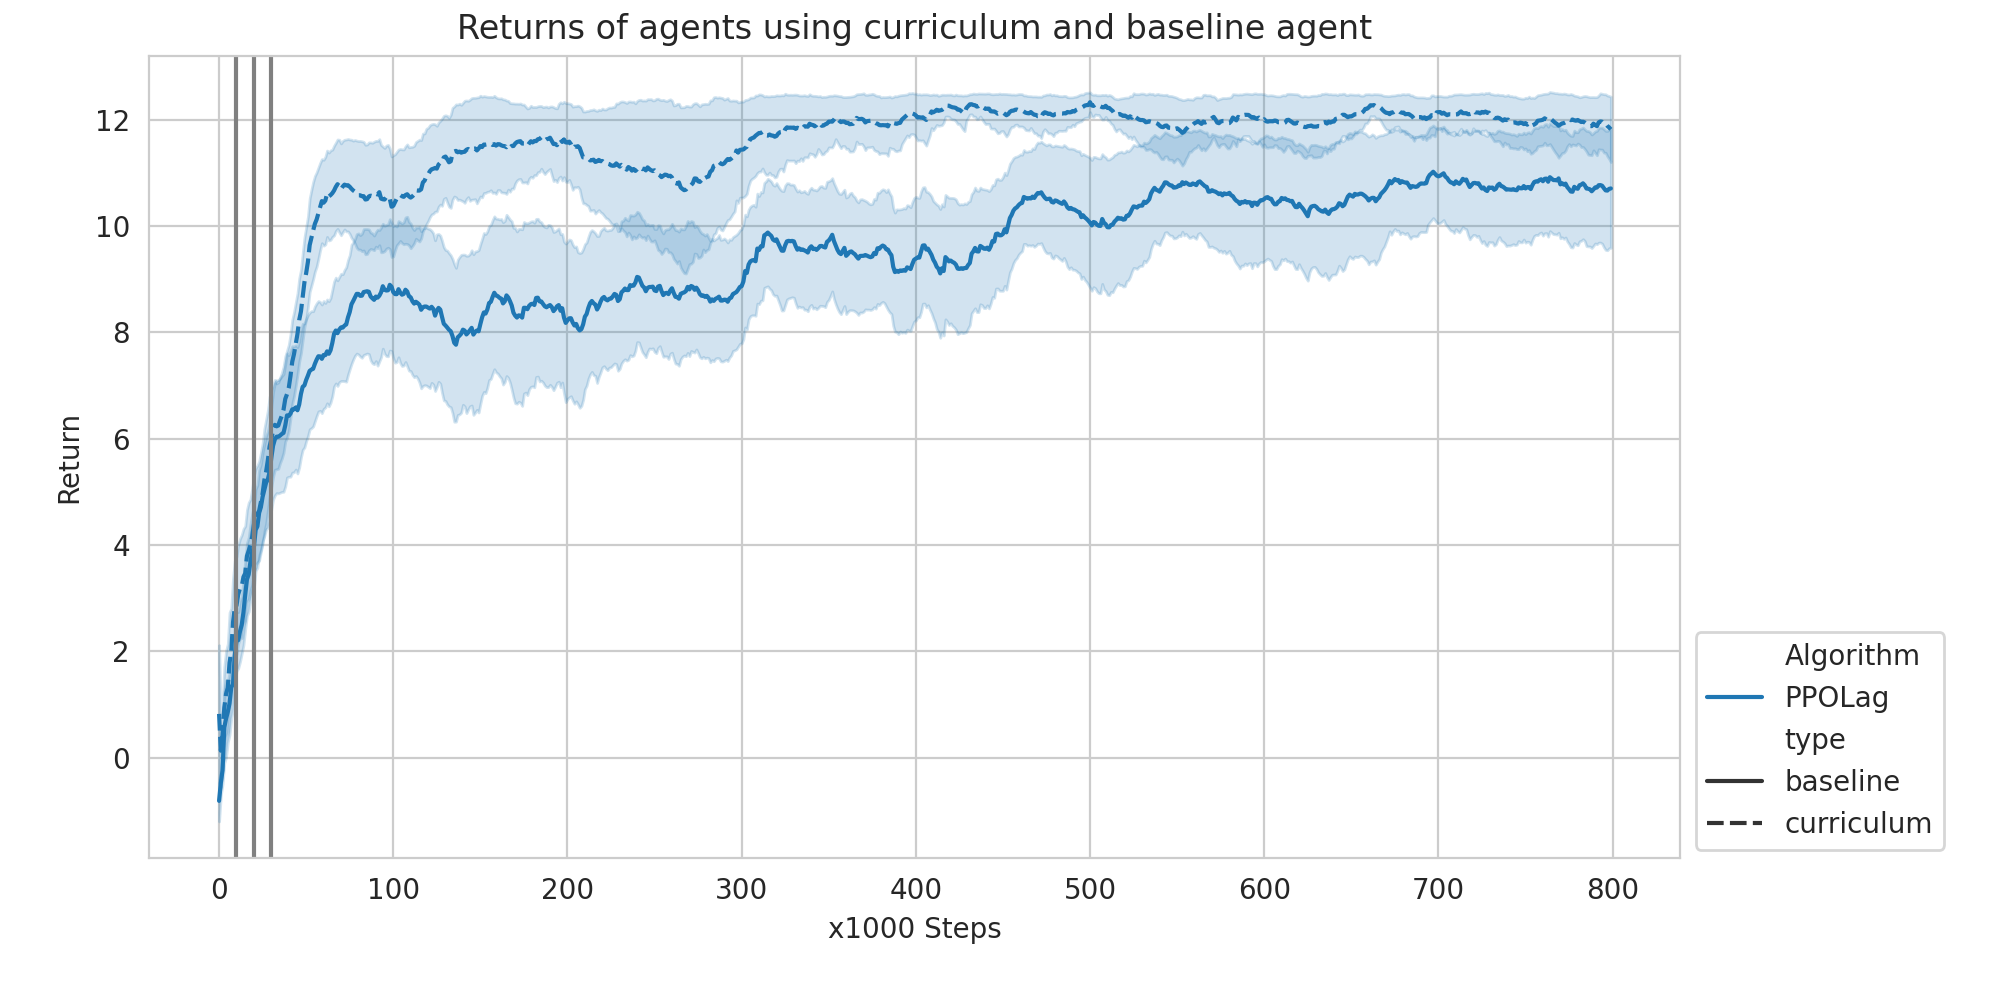 Returns of agents using curriculum and baseline agent
12
10
8
6
4
2
0
Return
0 100 200 300 400 500 600 700 800
x1000 Steps
Algorithm
PPOLag
type
baseline
curriculum